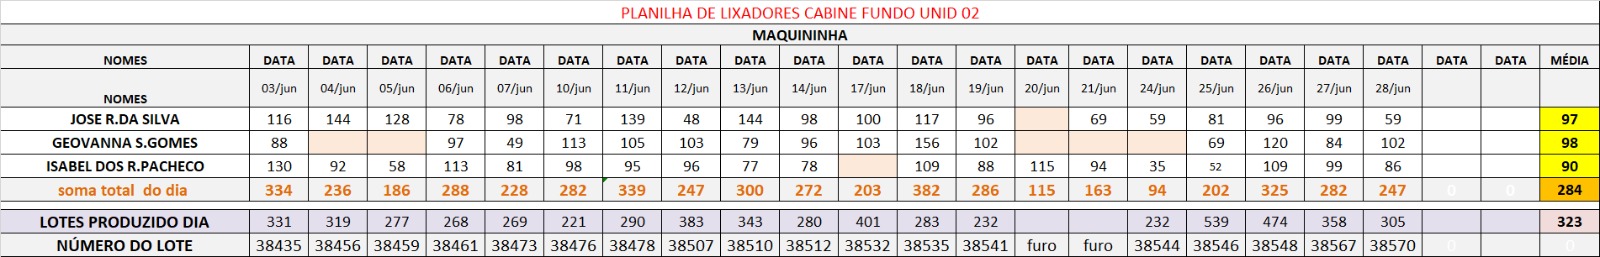 PLANILHA DE LIXADORES CABINE FUNDO UNID 02
MAQUININHA
NOMES DATA DATA DATA DATA DATA DATA DATA DATA DATA DATA DATA DATA DATA DATA DATA DATA DATA DATA DATA DATA DATA DATA MÉDIA
NOMES 03/jun 04/jun 05/jun 06/jun 07/jun 10/jun 11/jun 12/jun 13/jun 14/jun 17/jun 18/jun 19/jun 20/jun 21/jun 24/jun 25/jun 26/jun 27/jun 28/jun
JOSE R.DA SILVA 116 144 128 78 98 71 139 48 144 98 100 117 96 69 59 81 96 99 59 97
GEOVANNA S.GOMES 88 97 49 113 105 103 79 96 103 156 102 69 120 84 102 98
ISABEL DOS R.PACHECO 130 92 58 113 81 98 95 96 77 78 109 88 115 94 35 52 109 99 86 90
soma total do dia 334 236 186 288 228 282 339 247 300 272 203 382 286 115 163 94 202 325 282 247 0 0 284
LOTES PRODUZIDO DIA 331 319 277 268 269 221 290 383 343 280 401 283 232 232 539 474 358 305 323
NÚMERO DO LOTE 38435 38456 38459 38461 38473 38476 38478 38507 38510 38512 38532 38535 38541 furo furo 38544 38546 38548 38567 38570 0 0